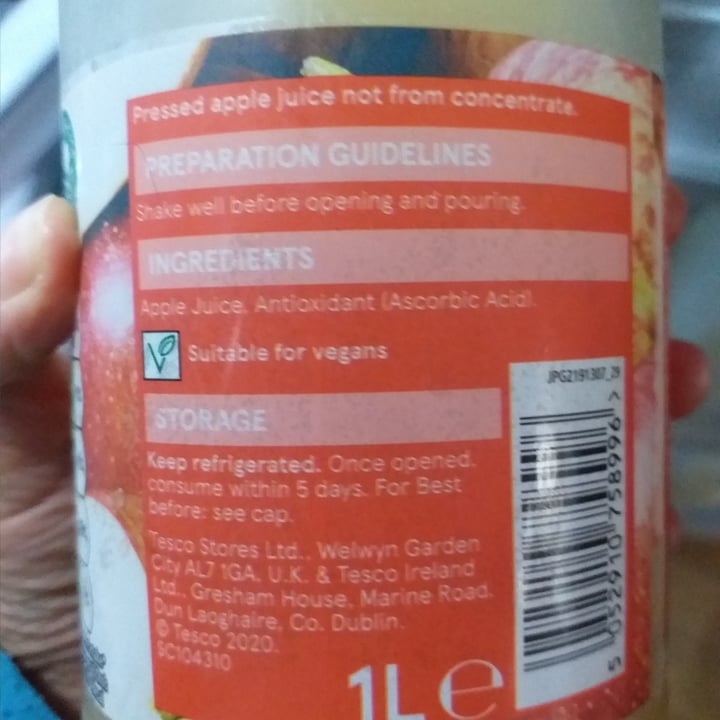 Pressed apple juice not from concentrate.
PREPARATION GUIDELINES
Shake well before opening and pouring.
INGREDIENTS
Apple Juice, Antioxidant (Ascorbic Acid).
Suitable for vegans
STORAGE
Keep refrigerated. Once opened,
consume within 5 days. For Best
before: see cap.
Tesco Stores Ltd., Welwyn Garden
City AL7 1GA, U.K. & Tesco Ireland
Ltd., Gresham House, Marine Road,
Dun Laoghaire, Co. Dublin.
© Tesco 2020.
SC104310
JPG2191307_29
5 052910 758996 >
1L e